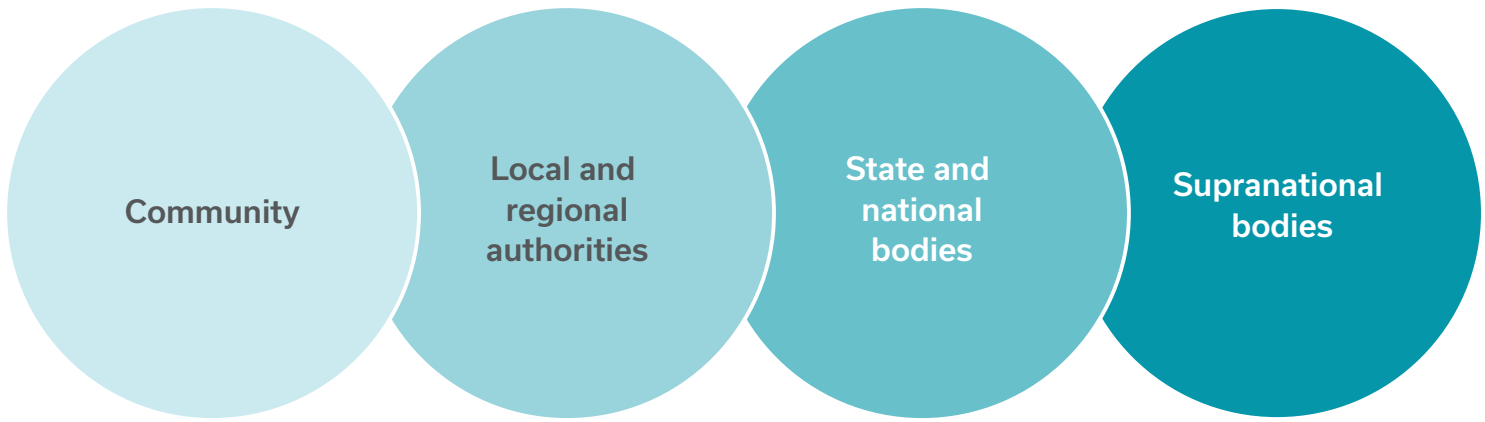 Community
Local and
regional
authorities
State and
national
bodies
Supranational
bodies